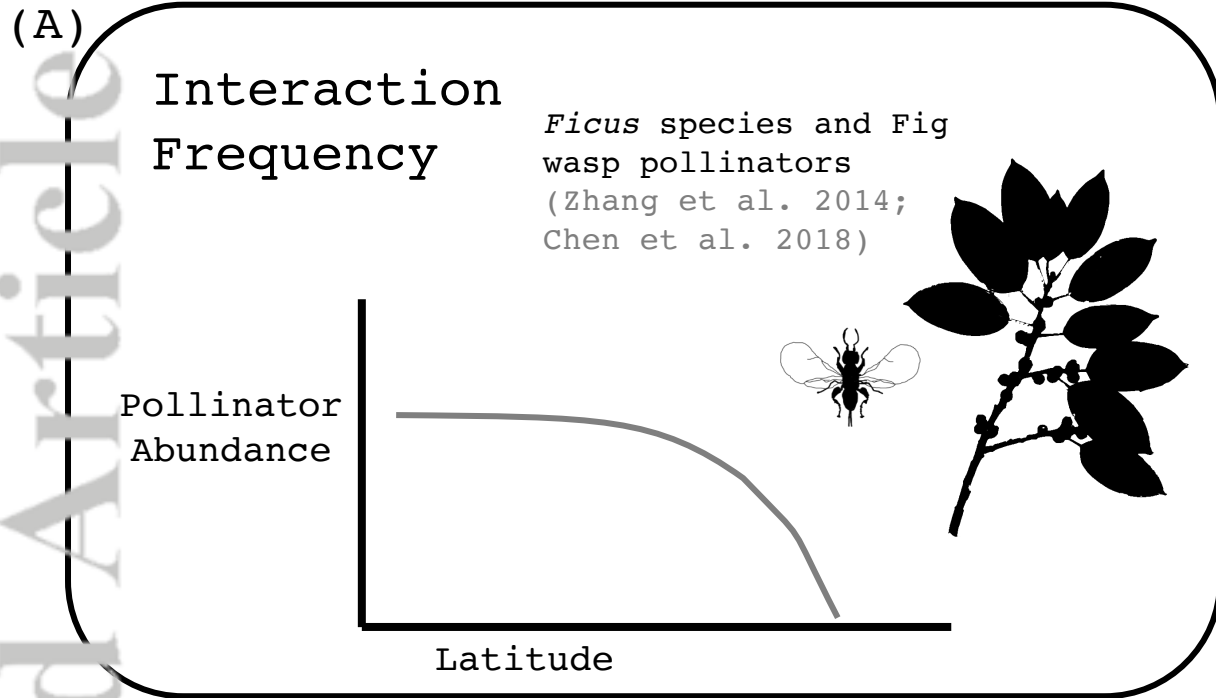 (A)
Interaction
Frequency
Ficus species and Fig
wasp pollinators
(Zhang et al. 2014;
Chen et al. 2018)
Pollinator
Abundance
Latitude
d Article